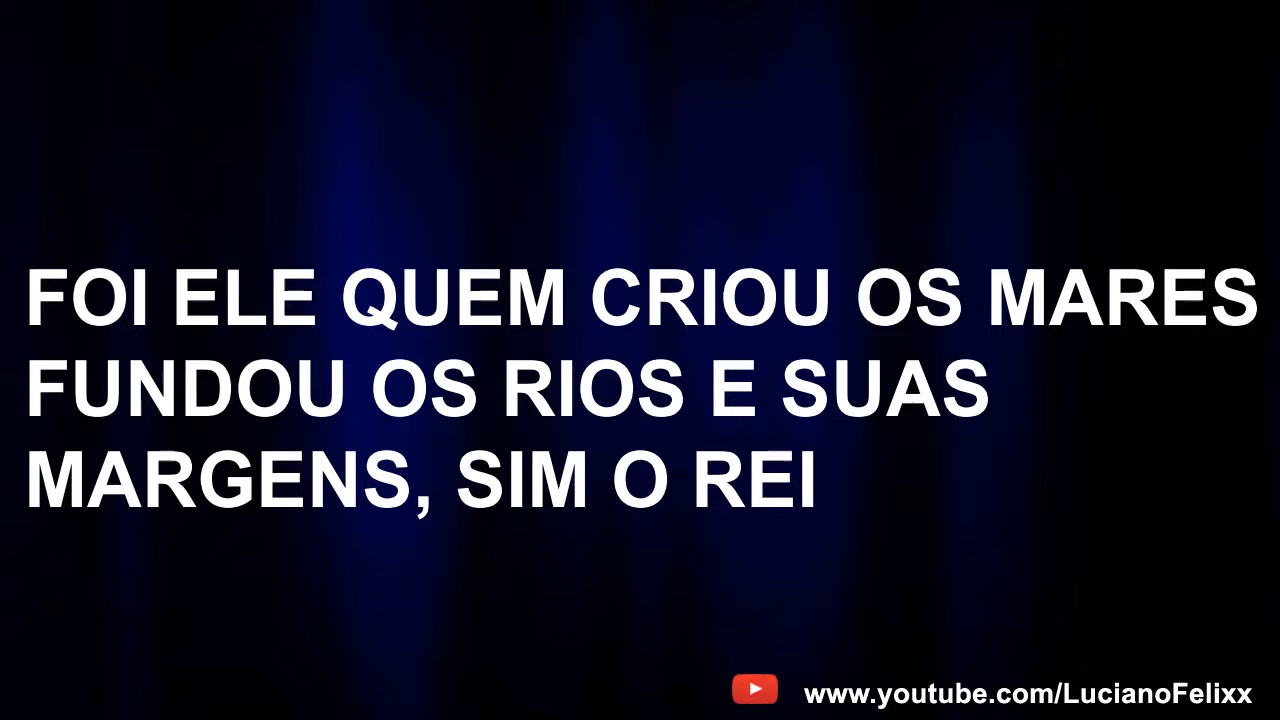 FOI ELE QUEM CRIOU OS MARES
FUNDOU OS RIOS E SUAS
MARGENS, SIM O REI
www.youtube.com/LucianoFelixx